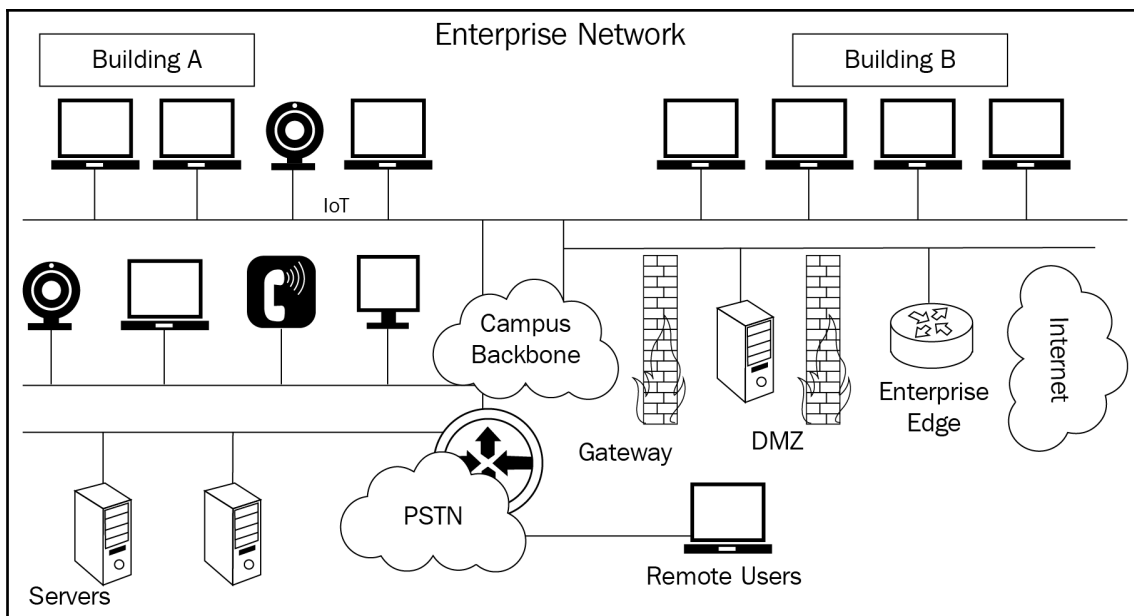 Enterprise Network
Building A
Building B
IoT
Campus
Backbone
Internet
Enterprise
Edge
Gateway
DMZ
PSTN
Remote Users
Servers